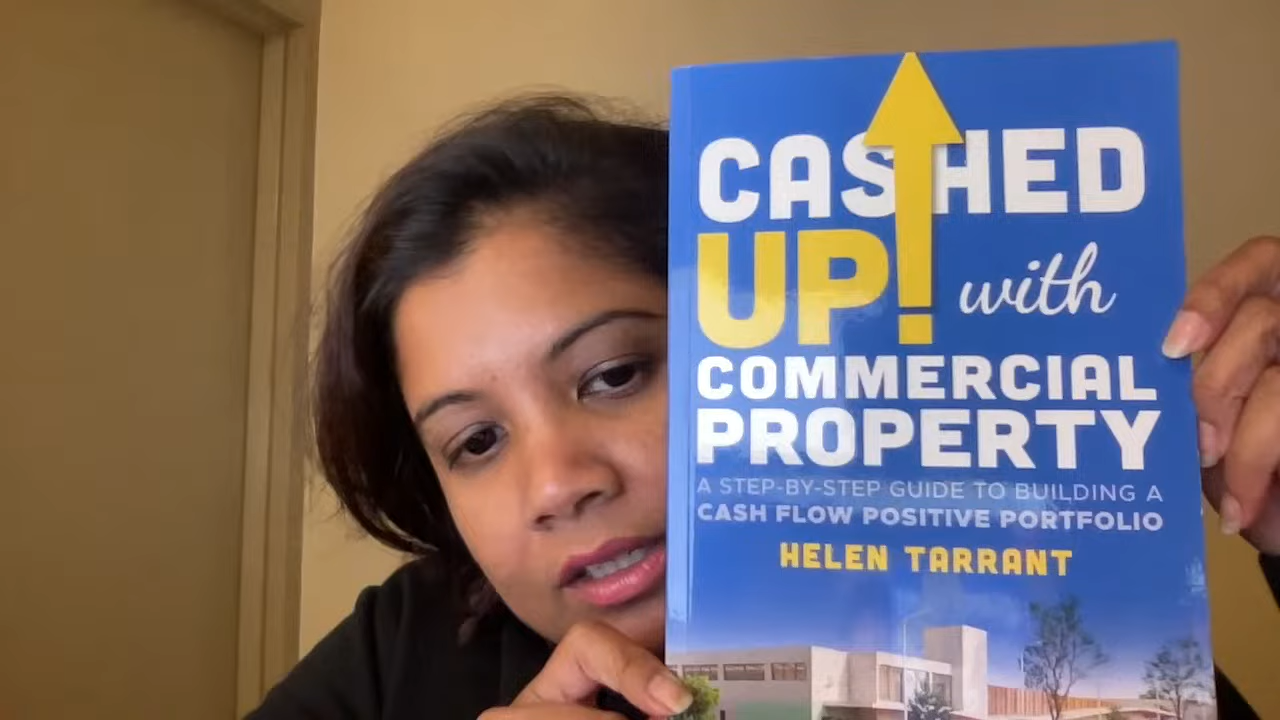 CASHED
UP! with
COMMERCIAL
PROPERTY
A STEP-BY-STEP GUIDE TO BUILDING A
CASH FLOW POSITIVE PORTFOLIO
HELEN TARRANT